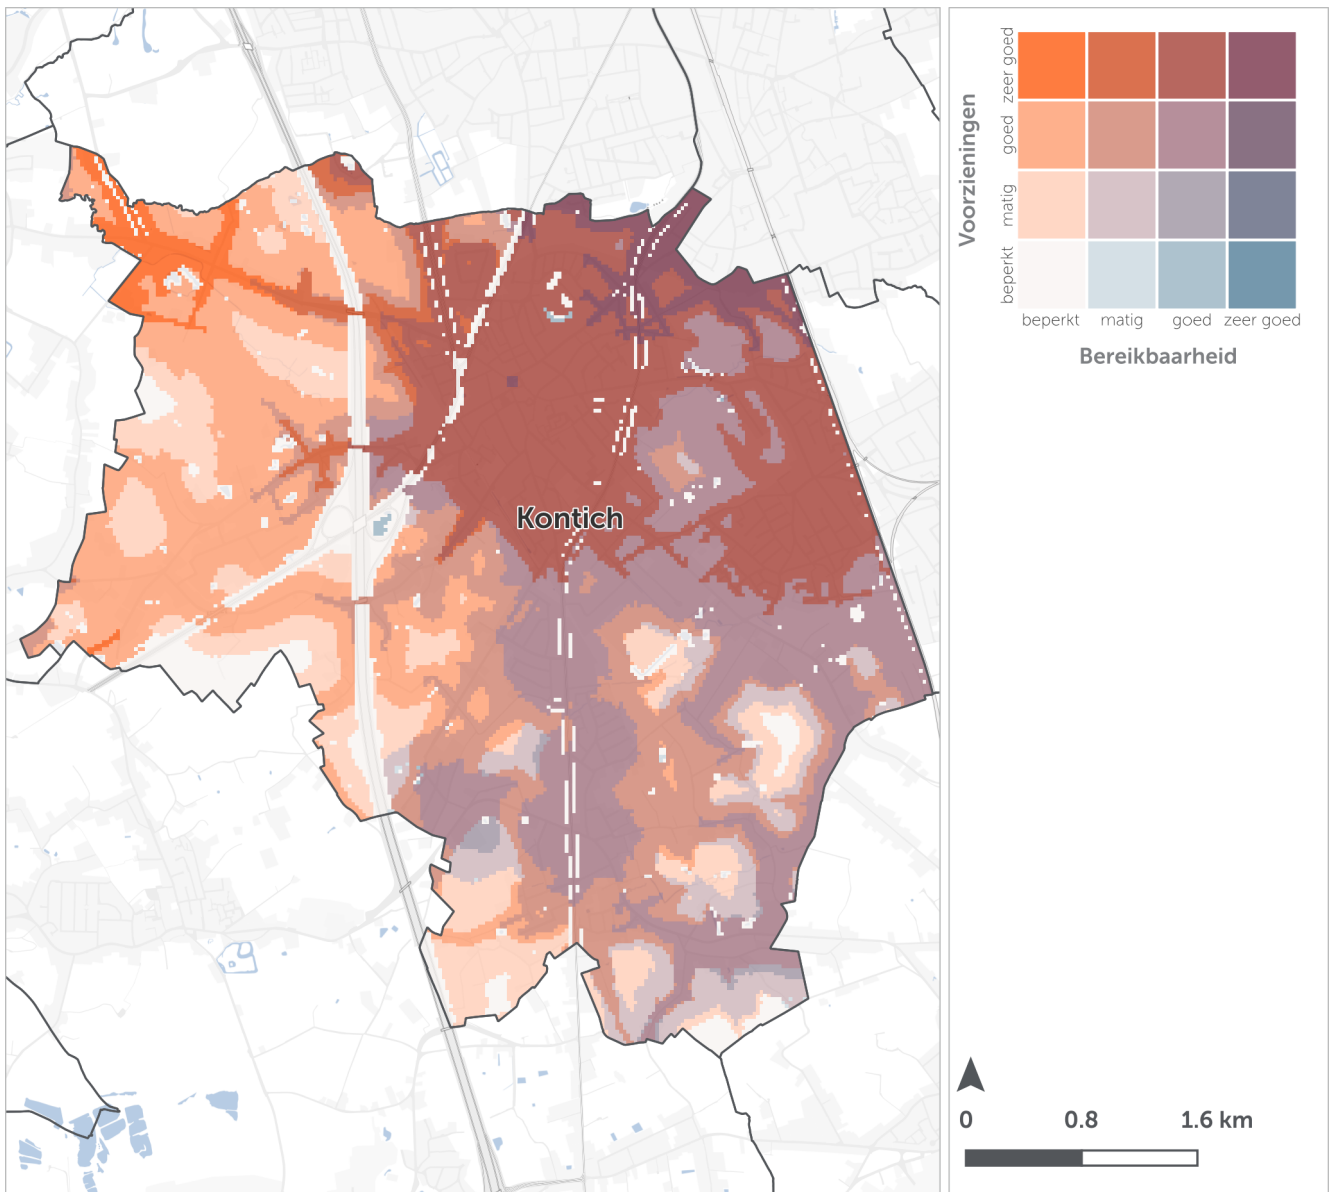 Kontich
Voorzieningen
zeer goed
goed
matig
beperkt
beperkt matig goed zeer goed
Bereikbaarheid
0 0.8 1.6 km